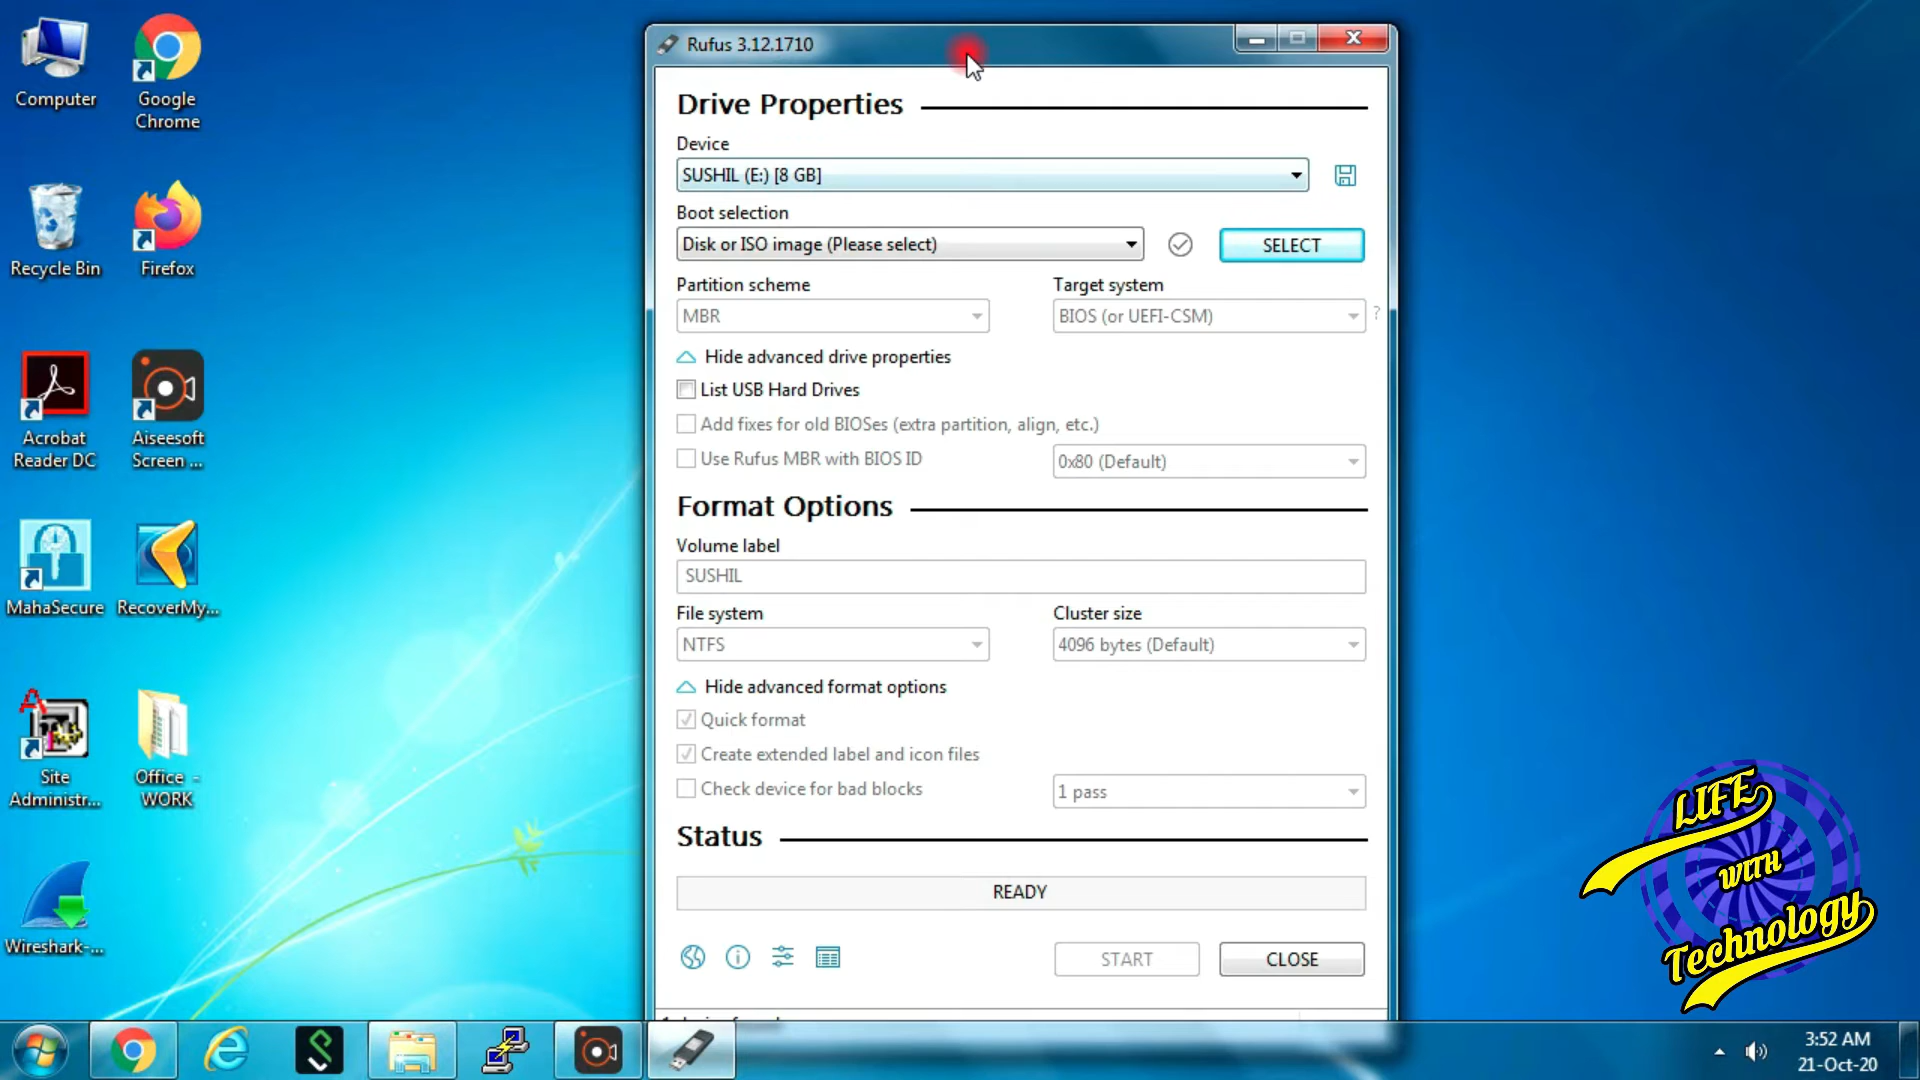 Computer
Google
Chrome
Recycle Bin
Firefox
Acrobat
Reader DC
Aiseesoft
Screen ...
MahaSecure
RecoverMy...
Site
Administr...
Office -
WORK
Wireshark-...
Rufus 3.12.1710
Drive Properties
Device
SUSHIL (E:) [8 GB]
Boot selection
Disk or ISO image (Please select)
SELECT
Partition scheme
Target system
MBR
BIOS (or UEFI-CSM)
?
Hide advanced drive properties
List USB Hard Drives
Add fixes for old BIOSes (extra partition, align, etc.)
Use Rufus MBR with BIOS ID
0x80 (Default)
Format Options
Volume label
SUSHIL
File system
Cluster size
NTFS
4096 bytes (Default)
Hide advanced format options
Quick format
Create extended label and icon files
Check device for bad blocks
1 pass
Status
READY
START
CLOSE
LIFE
WITH
Technology
3:52 AM
21-Oct-20